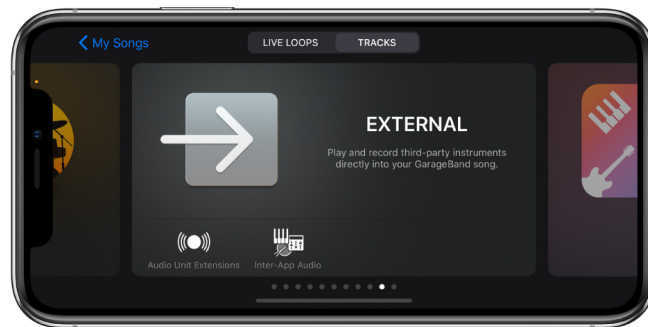 My Songs
LIVE LOOPS
TRACKS
EXTERNAL
Play and record third-party instruments
directly into your GarageBand song.
Audio Unit Extensions
Inter-App Audio